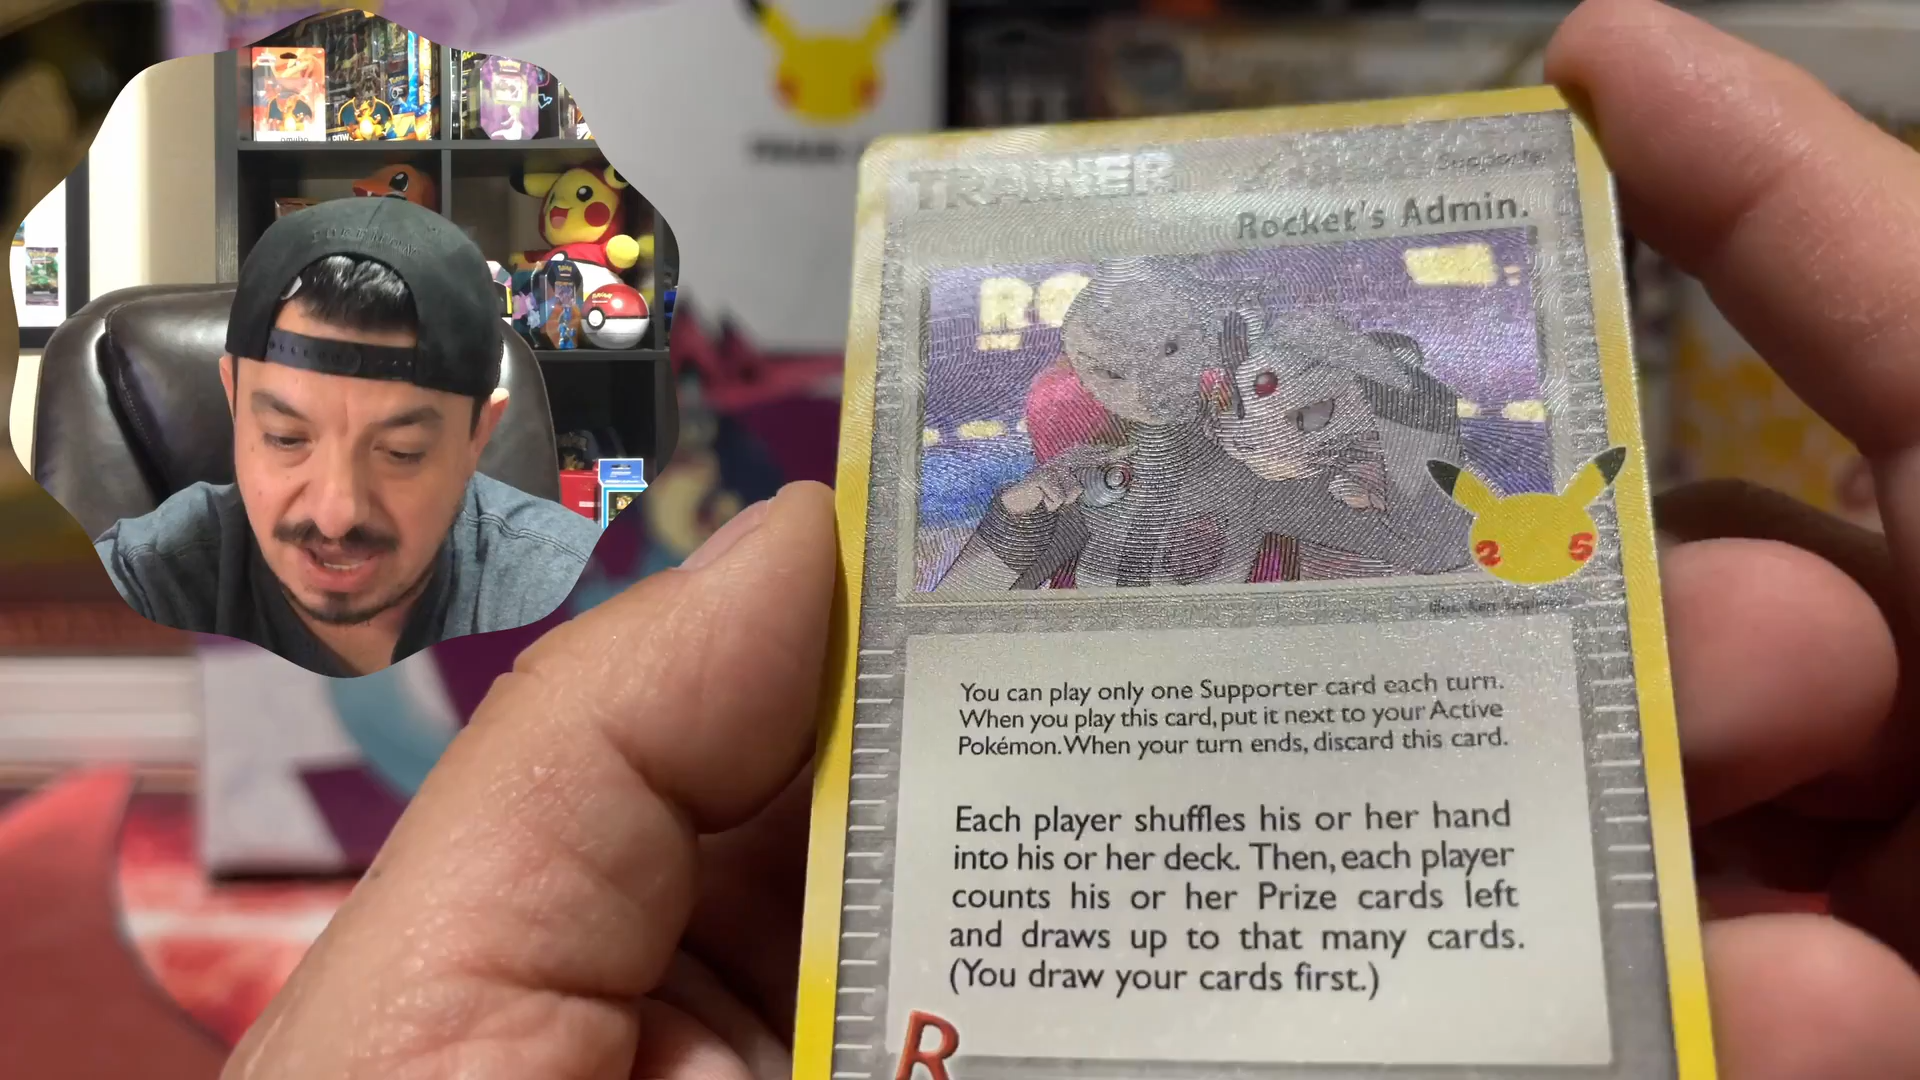 TRAINER
Supporter
Rocket's Admin.
25
You can play only one Supporter card each turn.
When you play this card, put it next to your Active
Pokémon. When your turn ends, discard this card.
Each player shuffles his or her hand
into his or her deck. Then, each player
counts his or her Prize cards left
and draws up to that many cards.
(You draw your cards first.)
R